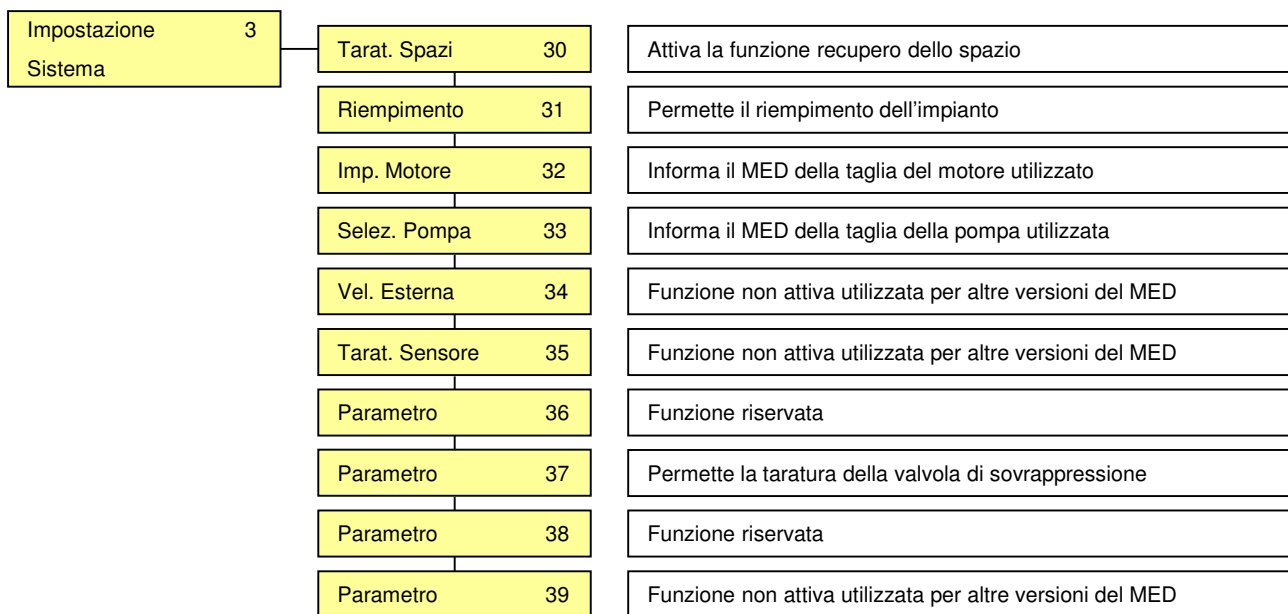 Impostazione 3
Sistema
Tarat. Spazi 30 Attiva la funzione recupero dello spazio
Riempimento 31 Permette il riempimento dell'impianto
Imp. Motore 32 Informa il MED della taglia del motore utilizzato
Selez. Pompa 33 Informa il MED della taglia della pompa utilizzata
Vel. Esterna 34 Funzione non attiva utilizzata per altre versioni del MED
Tarat. Sensore 35 Funzione non attiva utilizzata per altre versioni del MED
Parametro 36 Funzione riservata
Parametro 37 Permette la taratura della valvola di sovrappressione
Parametro 38 Funzione riservata
Parametro 39 Funzione non attiva utilizzata per altre versioni del MED